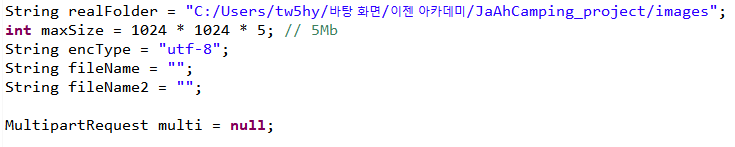 String realFolder = "C:/Users/tw5hy/바탕 화면/이젠 아카데미/JaAhCamping_project/images";
int maxSize = 1024 * 1024 * 5; // 5Mb
String encType = "utf-8";
String fileName = "";
String fileName2 = "";
MultipartRequest multi = null;